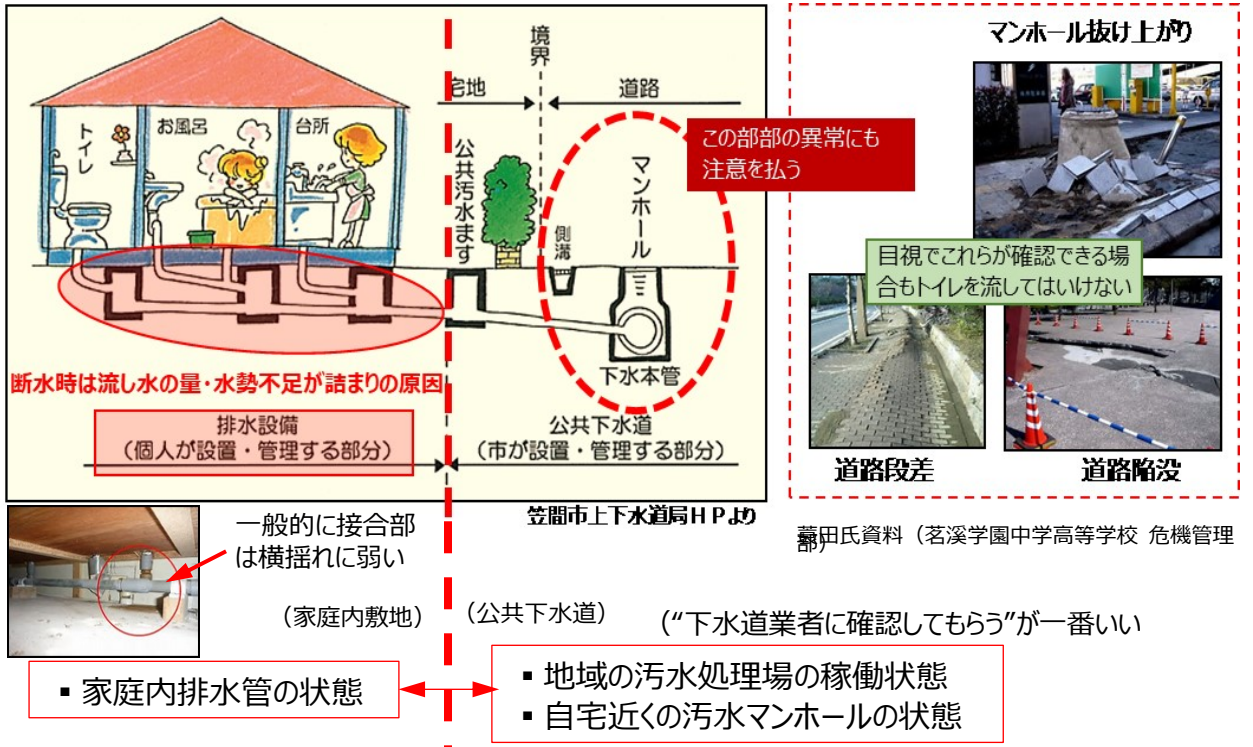 境界
宅地
道路
トイレ
お風呂
台所
公共汚水ます
側溝
マンホール
下水本管
この部部の異常にも
注意を払う
断水時は流し水の量・水勢不足が詰まりの原因
排水設備
（個人が設置・管理する部分）
公共下水道
（市が設置・管理する部分）
笠間市上下水道局ＨＰより
マンホール抜け上がり
目視でこれらが確認できる場
合もトイレを流してはいけない
道路段差
道路陥没
田氏資料（茗溪学園中学高等学校 危機管理
部）
一般的に接合部
は横揺れに弱い
（家庭内敷地）
（公共下水道）
（“下水道業者に確認してもらう”が一番いい
▪ 家庭内排水管の状態
▪ 地域の汚水処理場の稼働状態
▪ 自宅近くの汚水マンホールの状態